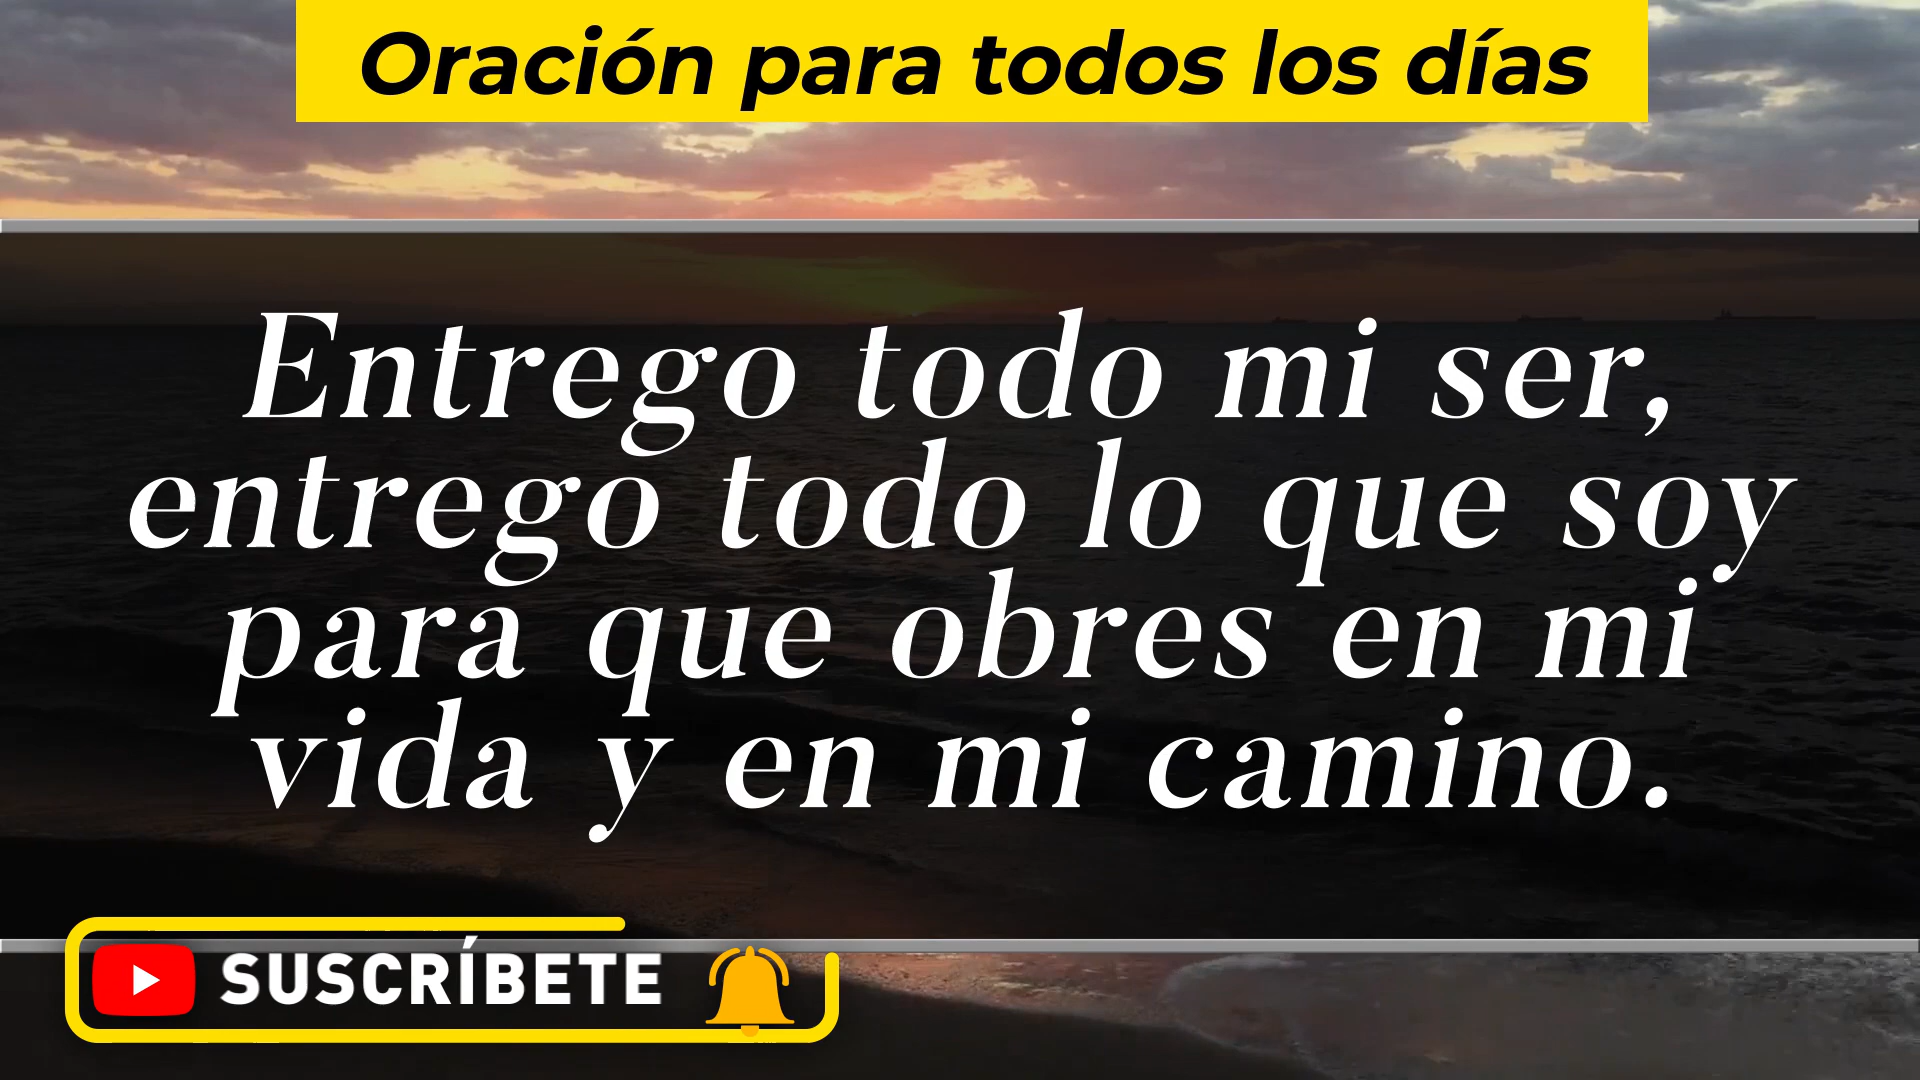 Oración para todos los días
Entrego todo mi ser,
entrego todo lo que soy
para que obres en mi
vida y en mi camino.
SUSCRÍBETE